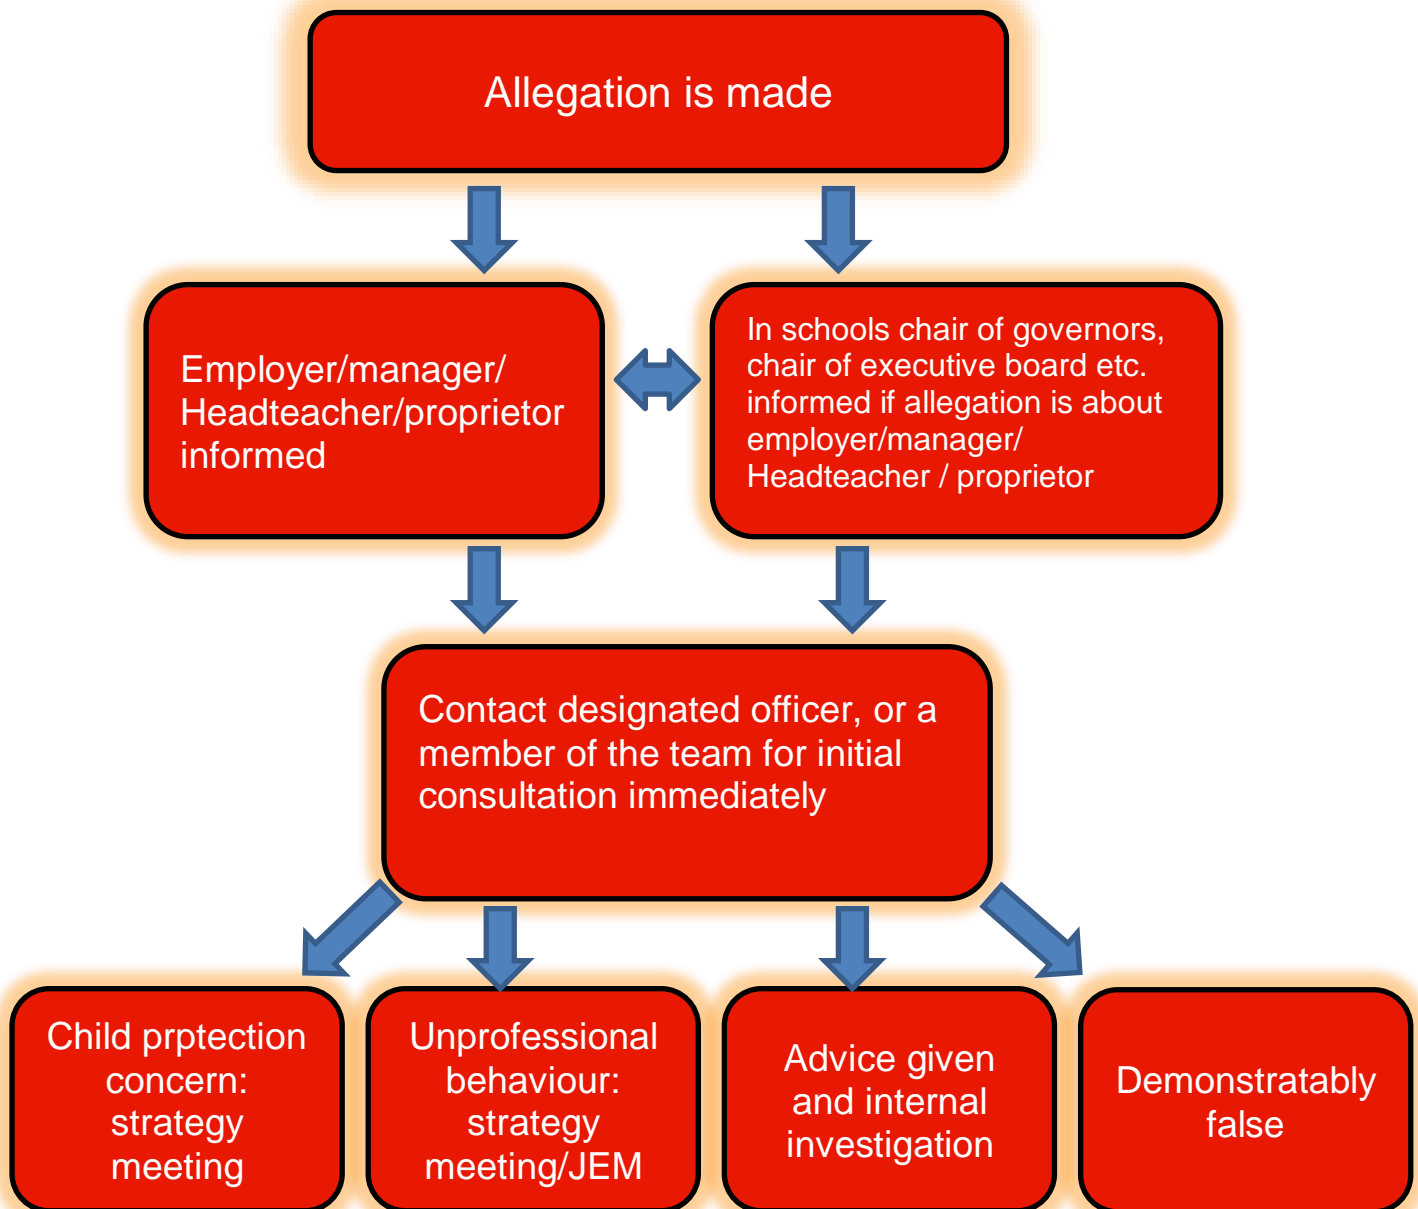 Allegation is made
Employer/manager/
Headteacher/proprietor
informed
In schools chair of governors,
chair of executive board etc.
informed if allegation is about
employer/manager/
Headteacher / proprietor
Contact designated officer, or a
member of the team for initial
consultation immediately
Child prptection
concern:
strategy
meeting
Unprofessional
behaviour:
strategy
meeting/JEM
Advice given
and internal
investigation
Demonstratably
false